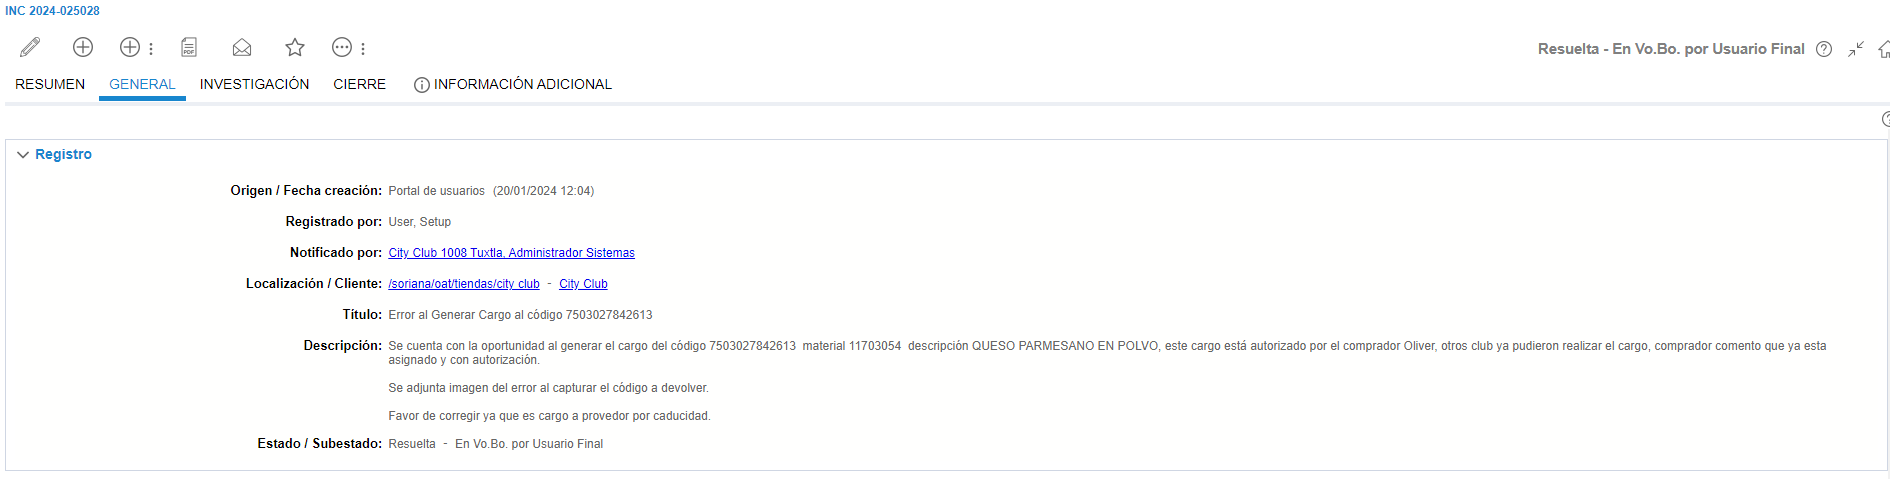 INC 2024-025028
PDF
Resuelta - En Vo.Bo. por Usuario Final
RESUMEN GENERAL INVESTIGACIÓN CIERRE INFORMACIÓN ADICIONAL
Registro
Origen / Fecha creación: Portal de usuarios (20/01/2024 12:04)
Registrado por: User, Setup
Notificado por: City Club 1008 Tuxtla, Administrador Sistemas
Localización / Cliente: /soriana/oat/tiendas/city club - City Club
Título: Error al Generar Cargo al código 7503027842613
Descripción: Se cuenta con la oportunidad al generar el cargo del código 7503027842613 material 11703054 descripción QUESO PARMESANO EN POLVO, este cargo está autorizado por el comprador Oliver, otros club ya pudieron realizar el cargo, comprador comento que ya esta
asignado y con autorización.
Se adjunta imagen del error al capturar el código a devolver.
Favor de corregir ya que es cargo a provedor por caducidad.
Estado / Subestado: Resuelta - En Vo.Bo. por Usuario Final